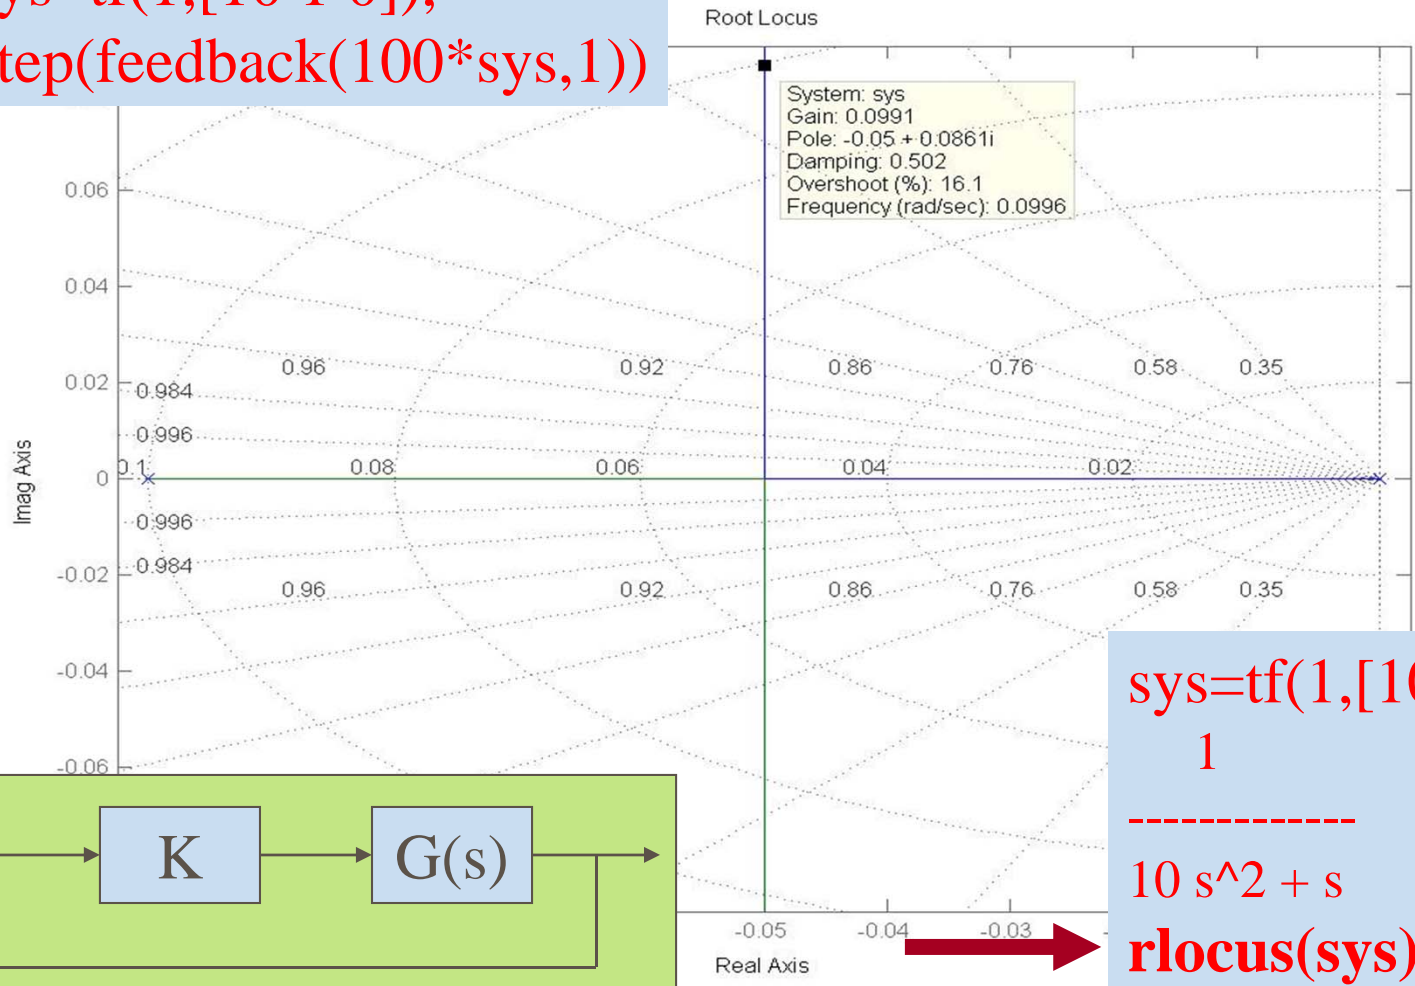 Root Locus
tep(feedback(100*sys,1))
System: sys
Gain: 0.0991
Pole: -0.05 + 0.0861i
Damping: 0.502
Overshoot (%): 16.1
Frequency (rad/sec): 0.0996
0.06
0.04
0.96 0.92 0.86 0.76 0.58 0.35
0.02
0.984
0.996
0.1 0.08 0.06 0.04 0.02
0
Imag Axis
0.996
0.984
-0.02
0.96 0.92 0.86 0.76 0.58 0.35
-0.04
-0.06
sys=tf(1,[10
1
-------------
10 s^2 + s
rlocus(sys)
K
G(s)
-0.05 -0.04 -0.03
Real Axis